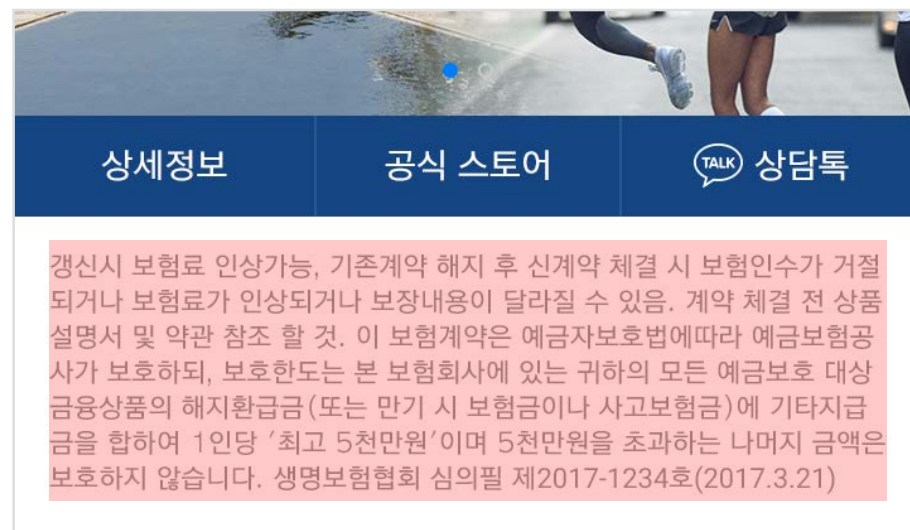 상세정보
공식 스토어
TALK 상담톡
갱신시 보험료 인상가능, 기존계약 해지 후 신계약 체결 시 보험인수가 거절
되거나 보험료가 인상되거나 보장내용이 달라질 수 있음. 계약 체결 전 상품
설명서 및 약관 참조 할 것. 이 보험계약은 예금자보호법에따라 예금보험공
사가 보호하되, 보호한도는 본 보험회사에 있는 귀하의 모든 예금보호 대상
금융상품의 해지환급금(또는 만기 시 보험금이나 사고보험금)에 기타지급
금을 합하여 1인당 '최고 5천만원'이며 5천만원을 초과하는 나머지 금액은
보호하지 않습니다. 생명보험협회 심의필 제2017-1234호(2017.3.21)